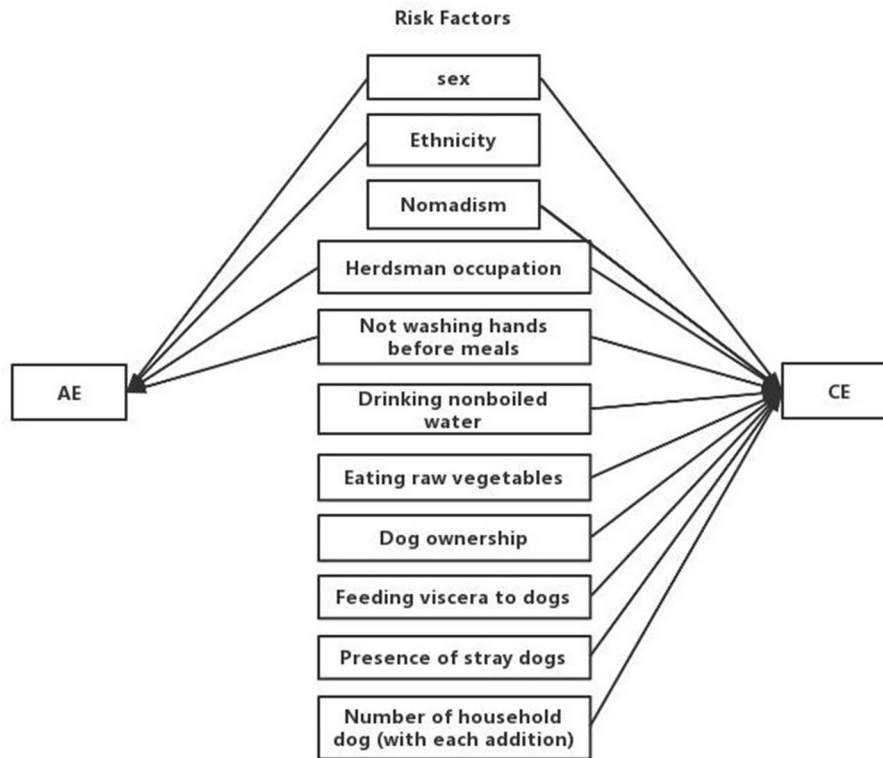 Risk Factors
sex
Ethnicity
Nomadism
Herdsman occupation
Not washing hands
before meals
AE
CE
Drinking nonboiled
water
Eating raw vegetables
Dog ownership
Feeding viscera to dogs
Presence of stray dogs
Number of household
dog (with each addition)